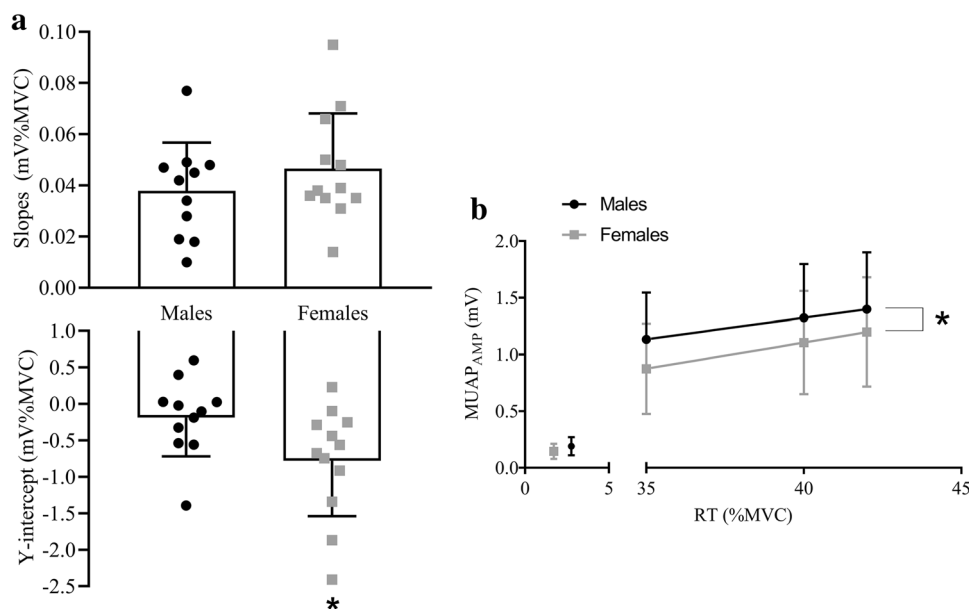 a
0.10
0.08
0.06
0.04
0.02
0.00
Slopes (mV%MVC)
Males Females
1.0
0.5
0.0
-0.5
-1.0
-1.5
-2.0
-2.5
Y-intercept (mV%MVC)
*
b
Males
Females
2.0
1.5
1.0
0.5
0.0
MUAPAMP (mV)
*
0 5 35 40 45
RT (%MVC)